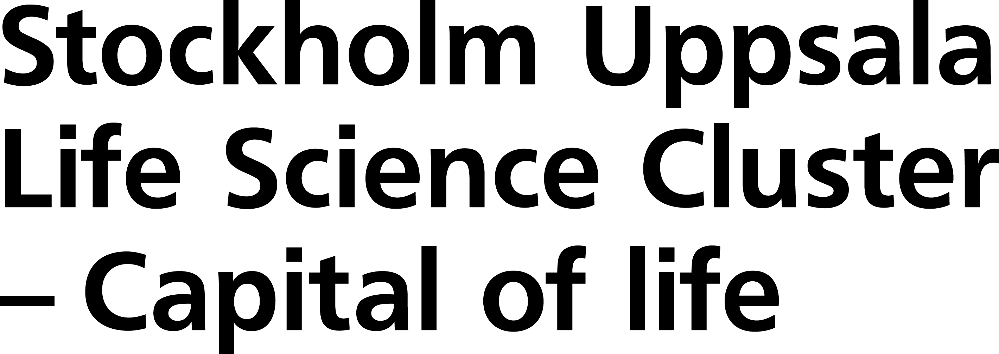 Stockholm Uppsala
Life Science Cluster
– Capital of life